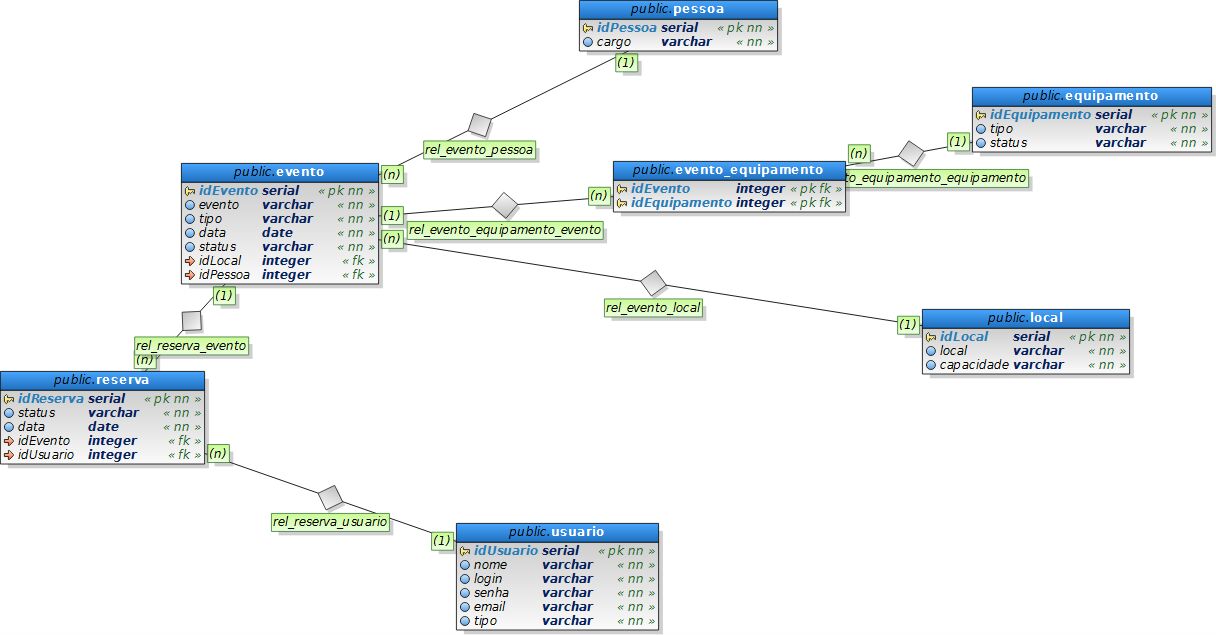 public.pessoa
idPessoa serial « pk nn »
cargo varchar « nn »
(1)
rel_evento_pessoa
(n)
public.equipamento
idEquipamento serial « pk nn »
tipo varchar « nn »
status varchar « nn »
(1)
(n)
to_equipamento_equipamento
public.evento_equipamento
idEvento integer « pk fk »
idEquipamento integer « pk fk »
(n)
rel_evento_equipamento_evento
(1)
public.evento
idEvento serial « pk nn »
evento varchar « nn »
tipo varchar « nn »
data date « nn »
status varchar « nn »
idLocal integer « fk »
idPessoa integer « fk »
(n)
rel_evento_local
(1)
public.local
idLocal serial « pk nn »
local varchar « nn »
capacidade varchar « nn »
(1)
rel_reserva_evento
(n)
public.reserva
idReserva serial « pk nn »
status varchar « nn »
data date « nn »
idEvento integer « fk »
idUsuario integer « fk »
(n)
rel_reserva_usuario
(1)
public.usuario
idUsuario serial « pk nn »
nome varchar « nn »
login varchar « nn »
senha varchar « nn »
email varchar « nn »
tipo varchar « nn »